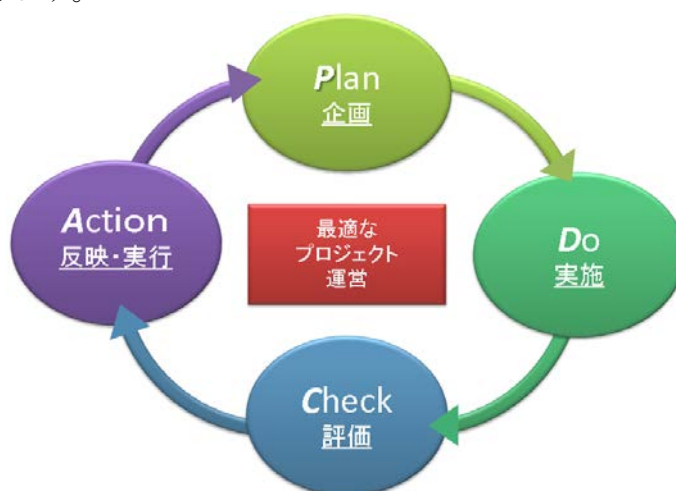 Plan
企画
Do
実施
Check
評価
Action
反映・実行
最適な
プロジェクト
運営